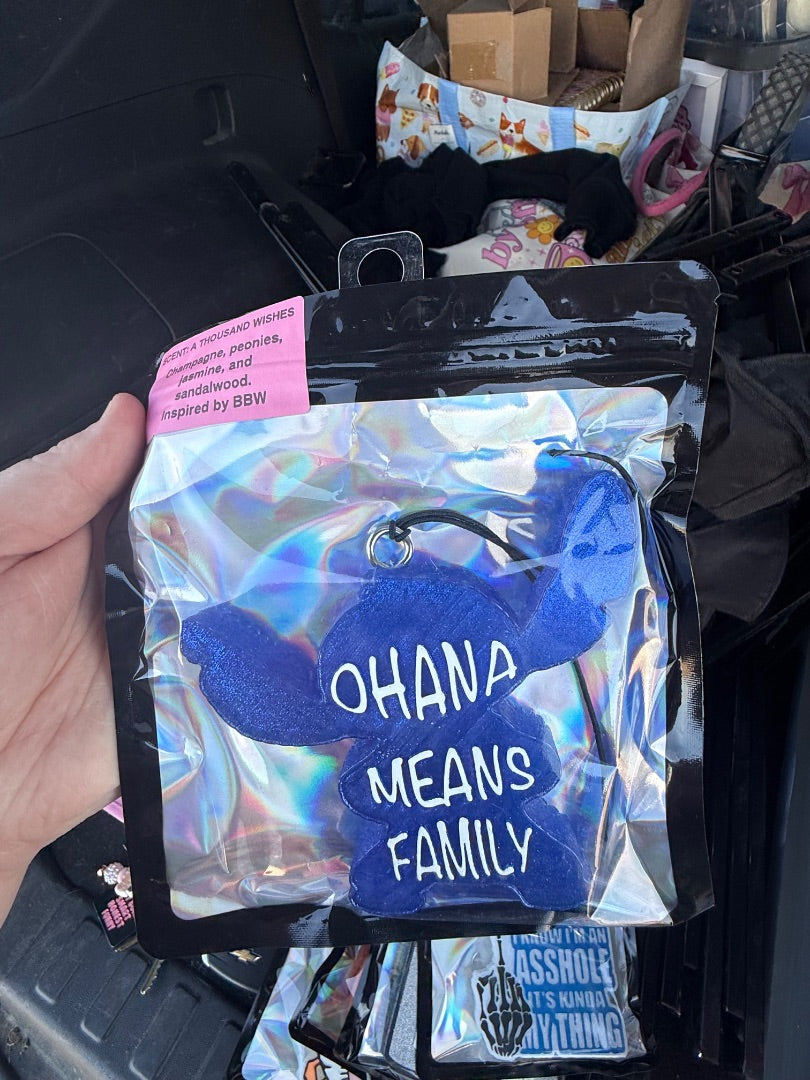 SCENT: A THOUSAND WISHES
Champagne, peonies,
jasmine, and
sandalwood.
Inspired by BBW
OHANA
MEANS
FAMILY
I KNOW I'M AN
ASSHOLE
IT'S KINDA
MY THING